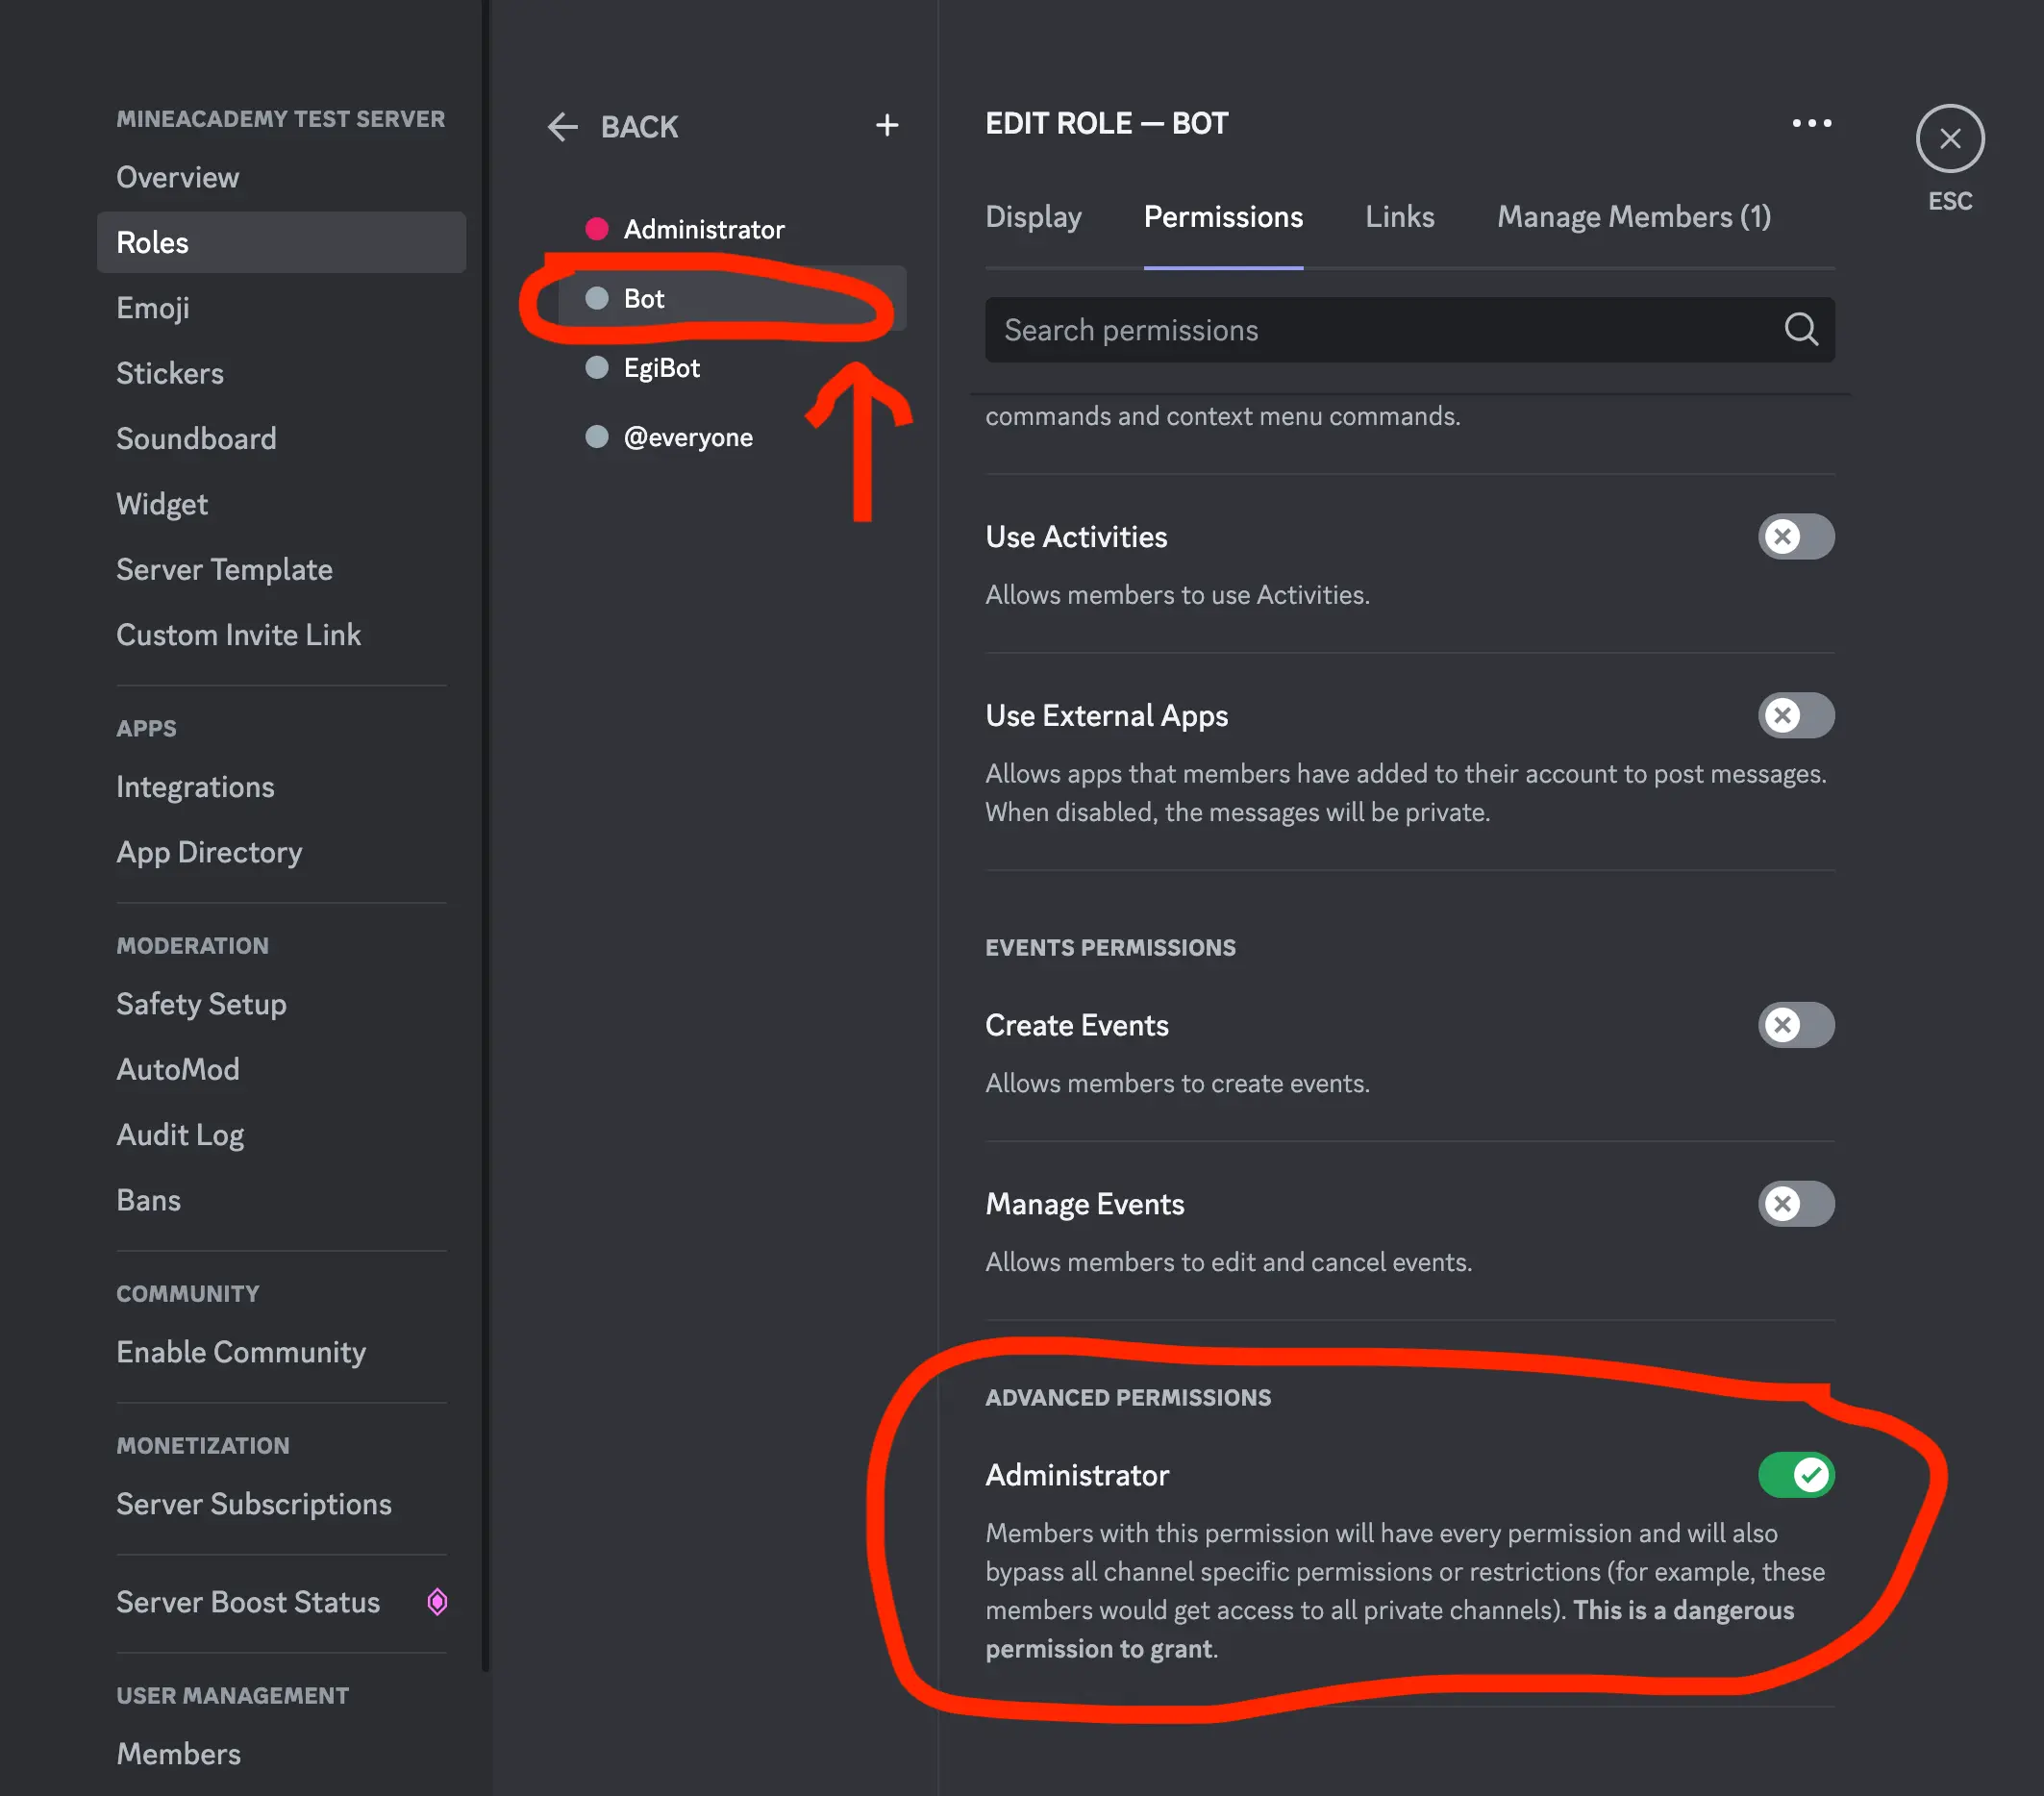 MINEACADEMY TEST SERVER
Overview
Roles
Emoji
Stickers
Soundboard
Widget
Server Template
Custom Invite Link
APPS
Integrations
App Directory
MODERATION
Safety Setup
AutoMod
Audit Log
Bans
COMMUNITY
Enable Community
MONETIZATION
Server Subscriptions
Server Boost Status
USER MANAGEMENT
Members
BACK
Administrator
Bot
EgiBot
@everyone
EDIT ROLE — BOT
ESC
Display Permissions Links Manage Members (1)
Search permissions
commands and context menu commands.
Use Activities
Allows members to use Activities.
Use External Apps
Allows apps that members have added to their account to post messages.
When disabled, the messages will be private.
EVENTS PERMISSIONS
Create Events
Allows members to create events.
Manage Events
Allows members to edit and cancel events.
ADVANCED PERMISSIONS
Administrator
Members with this permission will have every permission and will also
bypass all channel specific permissions or restrictions (for example, these
members would get access to all private channels). This is a dangerous
permission to grant.